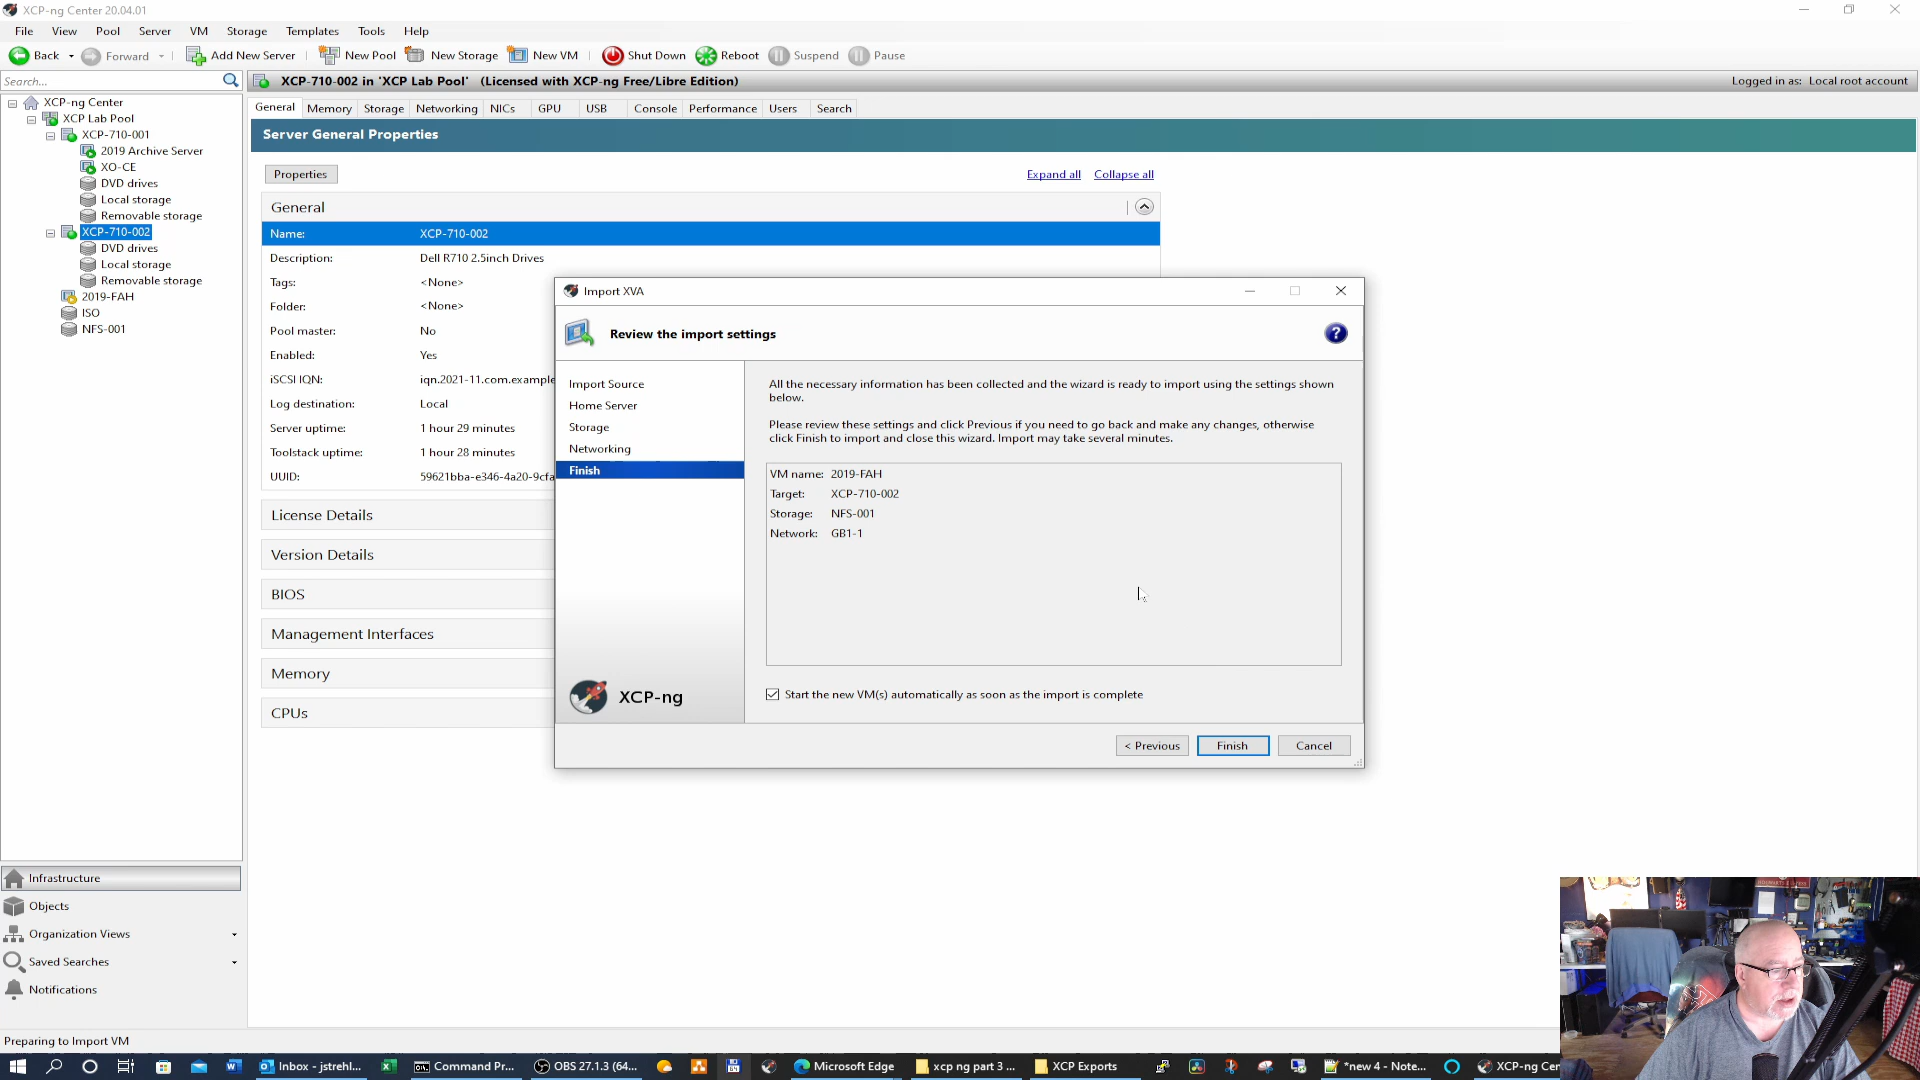 XCP-ng Center 20.04.01
File View Pool Server VM Storage Templates Tools Help
Back Forward Add New Server New Pool New Storage New VM Shut Down Reboot Suspend Pause
Search...
XCP-710-002 in 'XCP Lab Pool' (Licensed with XCP-ng Free/Libre Edition)
Logged in as: Local root account
XCP-ng Center
XCP Lab Pool
XCP-710-001
2019 Archive Server
XO-CE
DVD drives
Local storage
Removable storage
XCP-710-002
DVD drives
Local storage
Removable storage
2019-FAH
ISO
NFS-001
General Memory Storage Networking NICs GPU USB Console Performance Users Search
Server General Properties
Properties
Expand all Collapse all
General
Name: XCP-710-002
Description: Dell R710 2.5inch Drives
Tags: <None>
Folder: <None>
Pool master: No
Enabled: Yes
iSCSI IQN: iqn.2021-11.com.example
Log destination: Local
Server uptime: 1 hour 29 minutes
Toolstack uptime: 1 hour 28 minutes
UUID: 59621bba-e346-4a20-9cfa
License Details
Version Details
BIOS
Management Interfaces
Memory
CPUs
Import XVA
Review the import settings
?
Import Source
Home Server
Storage
Networking
Finish
XCP-ng
All the necessary information has been collected and the wizard is ready to import using the settings shown
below.
Please review these settings and click Previous if you need to go back and make any changes, otherwise
click Finish to import and close this wizard. Import may take several minutes.
VM name: 2019-FAH
Target: XCP-710-002
Storage: NFS-001
Network: GB1-1
Start the new VM(s) automatically as soon as the import is complete
< Previous Finish Cancel
Infrastructure
Objects
Organization Views
Saved Searches
Notifications
Preparing to Import VM
Inbox - jstrehl... Command Pr... OBS 27.1.3 (64... Microsoft Edge xcp ng part 3 ... XCP Exports *new 4 - Note... XCP-ng Cen